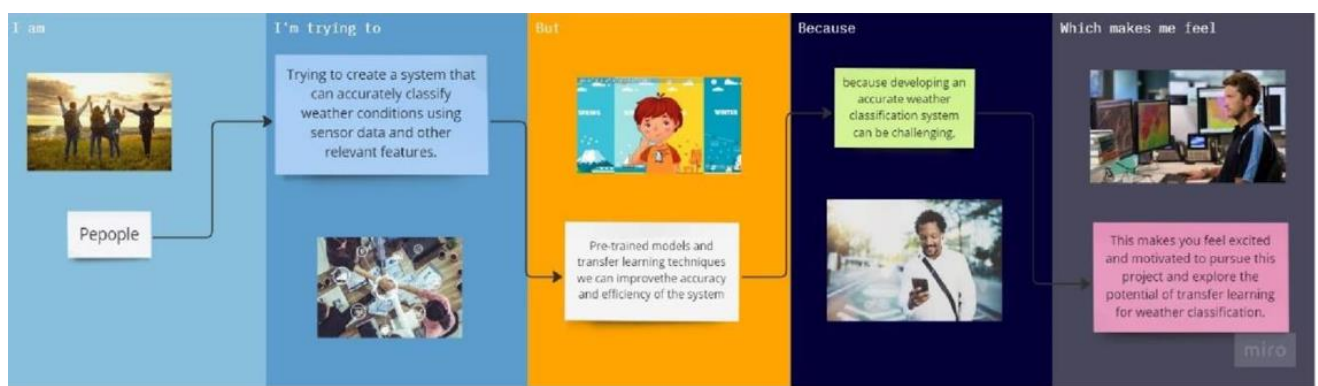 I am
Pepople
I'm trying to
Trying to create a system that
can accurately classify
weather conditions using
sensor data and other
relevant features.
But
SPRING
WINTER
Pre-trained models and
transfer learning techniques
we can improvethe accuracy
and efficiency of the system
Because
because developing an
accurate weather
classification system
can be challenging,
Which makes me feel
This makes you feel excited
and motivated to pursue this
project and explore the
potential of transfer learning
for weather classification.
miro